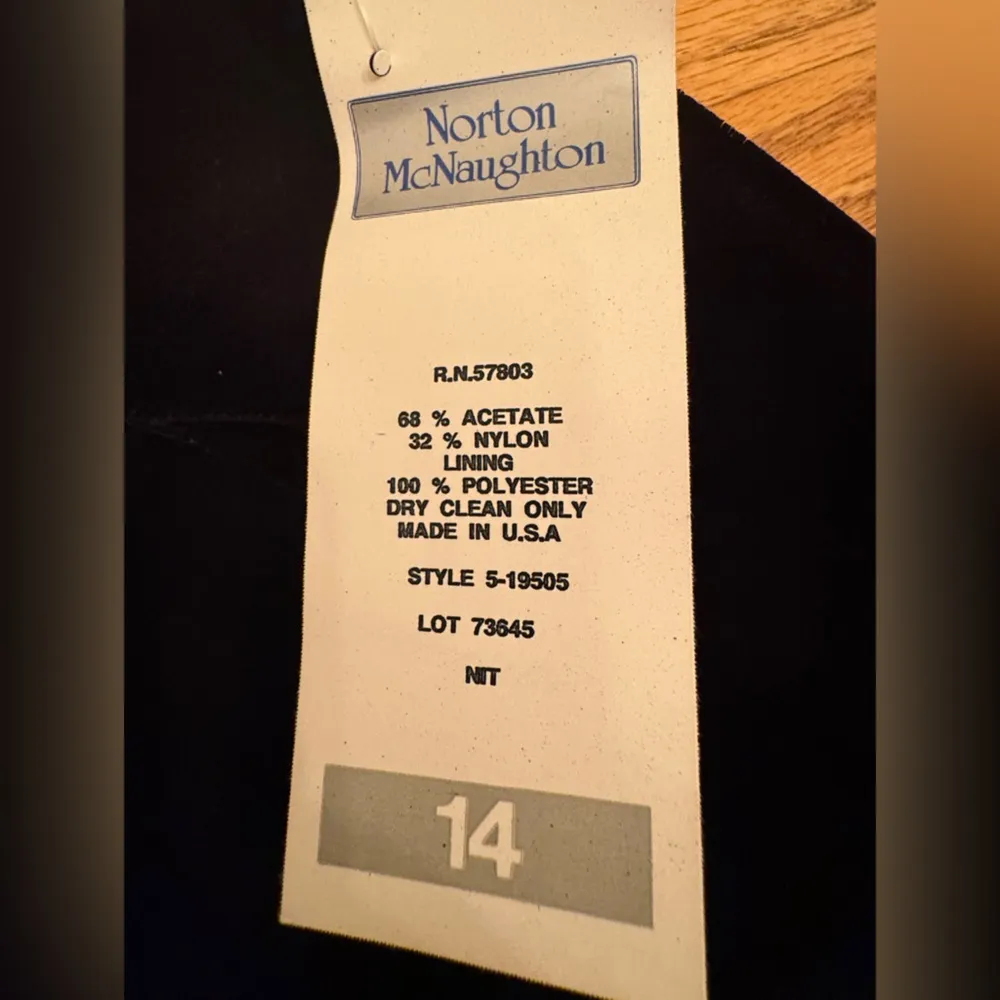 Norton
McNaughton
R.N.57803
68 % ACETATE
32 % NYLON
LINING
100 % POLYESTER
DRY CLEAN ONLY
MADE IN U.S.A
STYLE 5-19505
LOT 73645
NIT
14